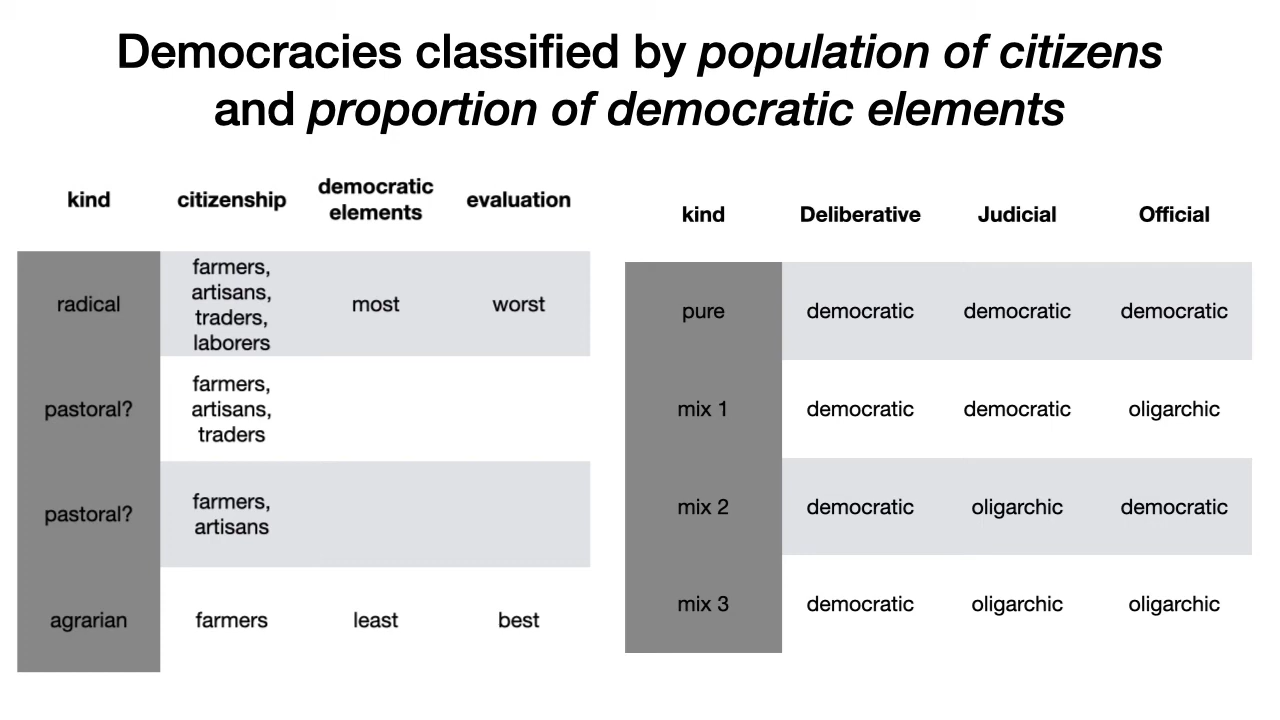 Democracies classified by population of citizens
and proportion of democratic elements
kind citizenship democratic elements evaluation
radical farmers, artisans, traders, laborers most worst
pastoral? farmers, artisans, traders
pastoral? farmers, artisans
agrarian farmers least best
kind Deliberative Judicial Official
pure democratic democratic democratic
mix 1 democratic democratic oligarchic
mix 2 democratic oligarchic democratic
mix 3 democratic oligarchic oligarchic